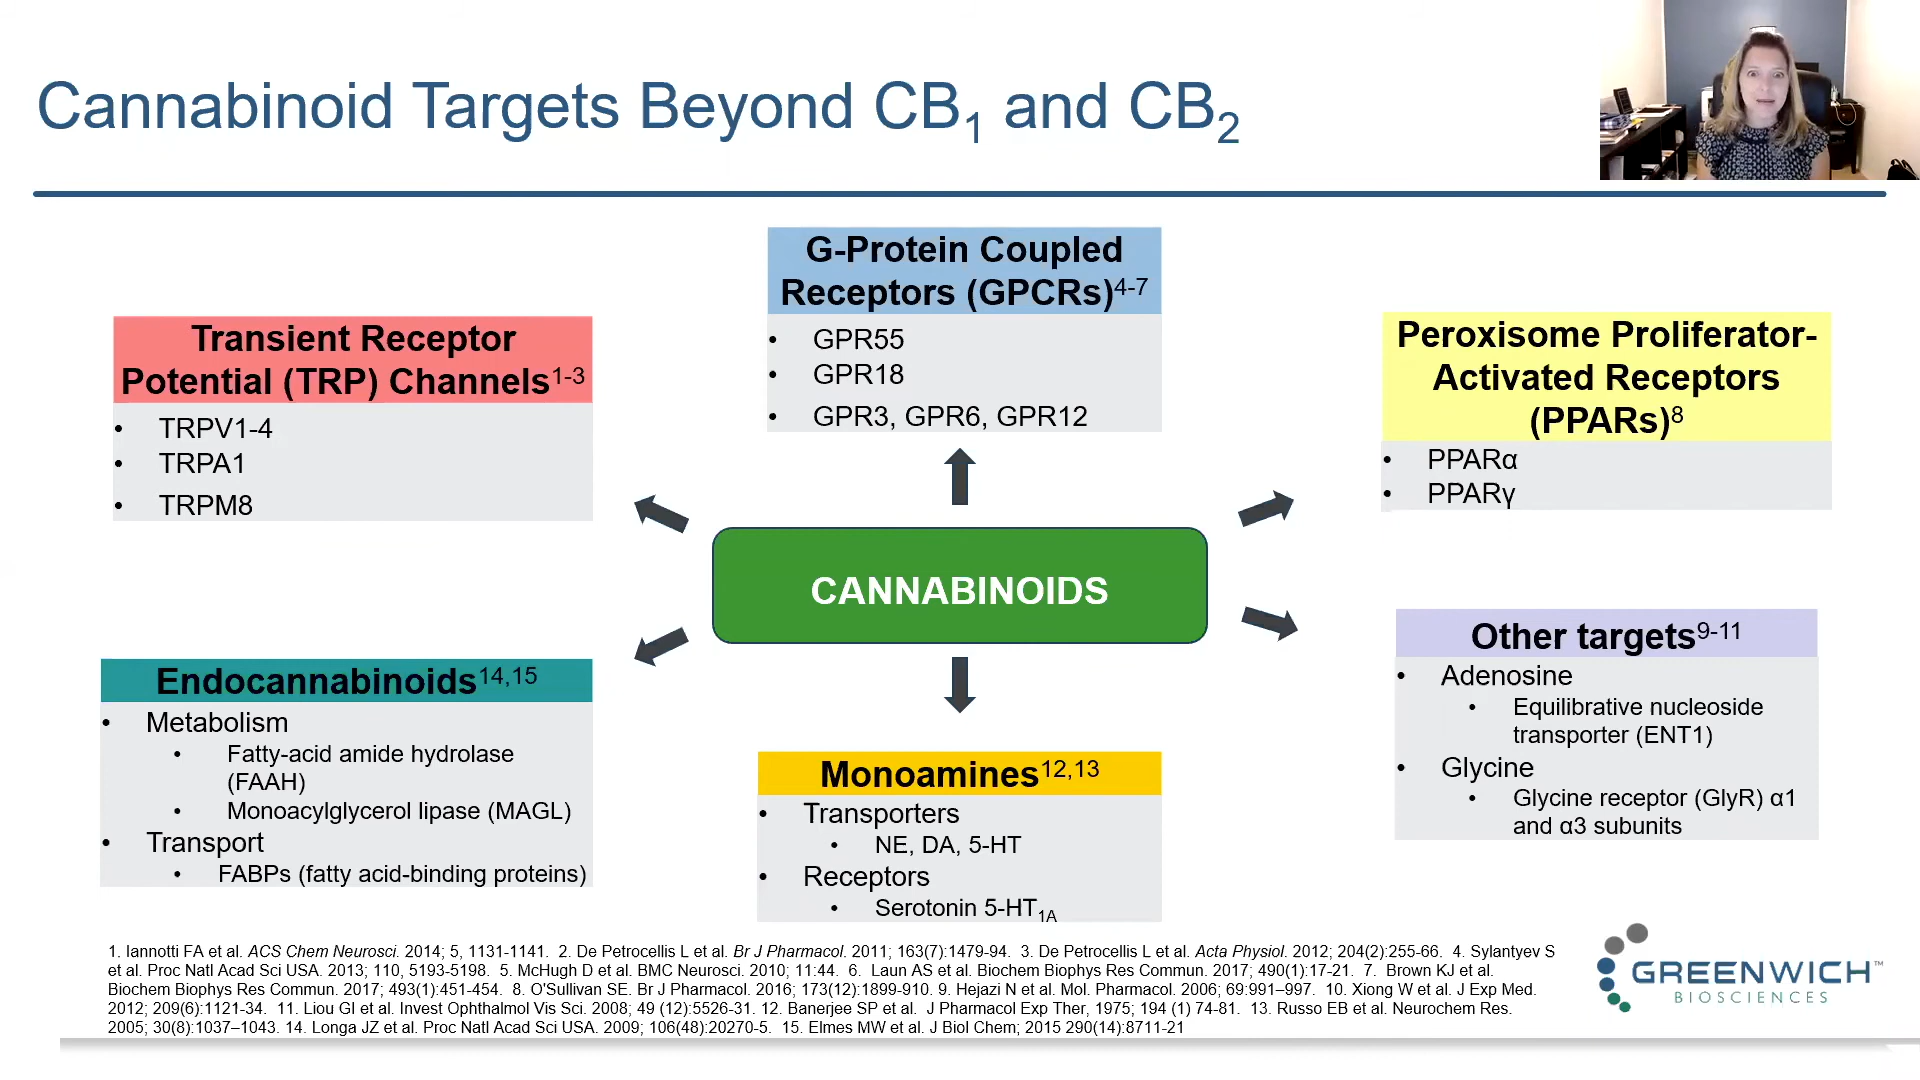 Cannabinoid Targets Beyond CB₁ and CB₂
G-Protein Coupled
Receptors (GPCRs)4-7
• GPR55
• GPR18
• GPR3, GPR6, GPR12
Transient Receptor
Potential (TRP) Channels1-3
• TRPV1-4
• TRPA1
• TRPM8
Peroxisome Proliferator-
Activated Receptors
(PPARs)8
• PPARα
• PPARγ
CANNABINOIDS
Endocannabinoids14,15
• Metabolism
• Fatty-acid amide hydrolase
(FAAH)
• Monoacylglycerol lipase (MAGL)
• Transport
• FABPs (fatty acid-binding proteins)
Monoamines12,13
• Transporters
• NE, DA, 5-HT
• Receptors
• Serotonin 5-HT1A
Other targets9-11
• Adenosine
• Equilibrative nucleoside
transporter (ENT1)
• Glycine
• Glycine receptor (GlyR) α1
and α3 subunits
1. Iannotti FA et al. ACS Chem Neurosci. 2014; 5, 1131-1141. 2. De Petrocellis L et al. Br J Pharmacol. 2011; 163(7):1479-94. 3. De Petrocellis L et al. Acta Physiol. 2012; 204(2):255-66. 4. Sylantyev S
et al. Proc Natl Acad Sci USA. 2013; 110, 5193-5198. 5. McHugh D et al. BMC Neurosci. 2010; 11:44. 6. Laun AS et al. Biochem Biophys Res Commun. 2017; 490(1):17-21. 7. Brown KJ et al.
Biochem Biophys Res Commun. 2017; 493(1):451-454. 8. O'Sullivan SE. Br J Pharmacol. 2016; 173(12):1899-910. 9. Hejazi N et al. Mol. Pharmacol. 2006; 69:991–997. 10. Xiong W et al. J Exp Med.
2012; 209(6):1121-34. 11. Liou GI et al. Invest Ophthalmol Vis Sci. 2008; 49 (12):5526-31. 12. Banerjee SP et al. J Pharmacol Exp Ther, 1975; 194 (1) 74-81. 13. Russo EB et al. Neurochem Res.
2005; 30(8):1037–1043. 14. Longa JZ et al. Proc Natl Acad Sci USA. 2009; 106(48):20270-5. 15. Elmes MW et al. J Biol Chem; 2015 290(14):8711-21
GREENWICH™
BIOSCIENCES